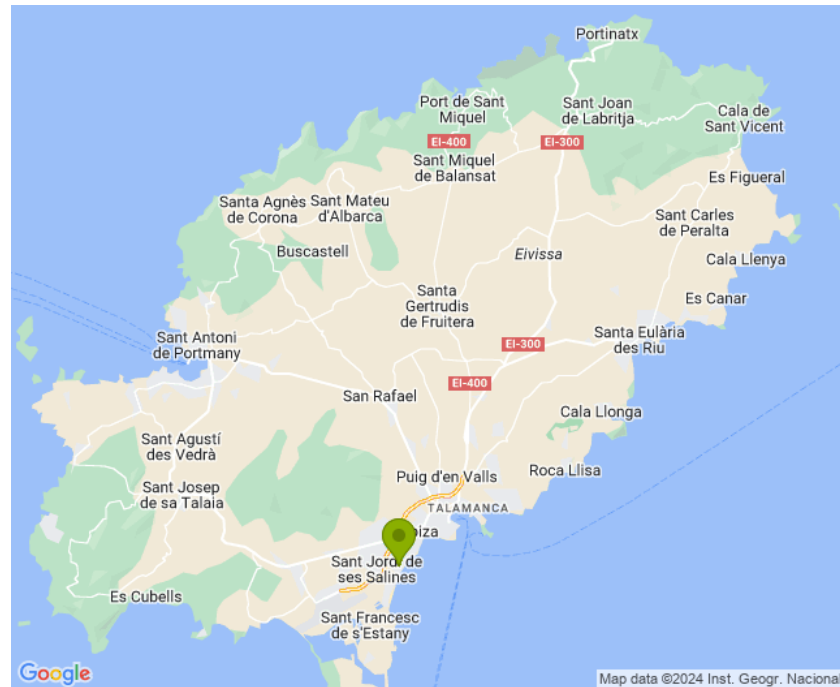 Portinatx
Port de Sant
Miquel
Sant Joan
de Labritja
Cala de
Sant Vicent
EI-400
EI-300
Sant Miquel
de Balansat
Es Figueral
Santa Agnès
de Corona
Sant Mateu
d'Albarca
Sant Carles
de Peralta
Buscastell
Eivissa
Cala Llenya
Santa
Gertrudis
de Fruitera
Es Canar
Sant Antoni
de Portmany
Santa Eulària
des Riu
EI-300
EI-400
San Rafael
Cala Llonga
Sant Agustí
des Vedrà
Roca Llisa
Puig d'en Valls
Sant Josep
de sa Talaia
TALAMANCA
Sant Jordi de
ses Salines
Es Cubells
Sant Francesc
de s'Estany
Google
Map data ©2024 Inst. Geogr. Nacional